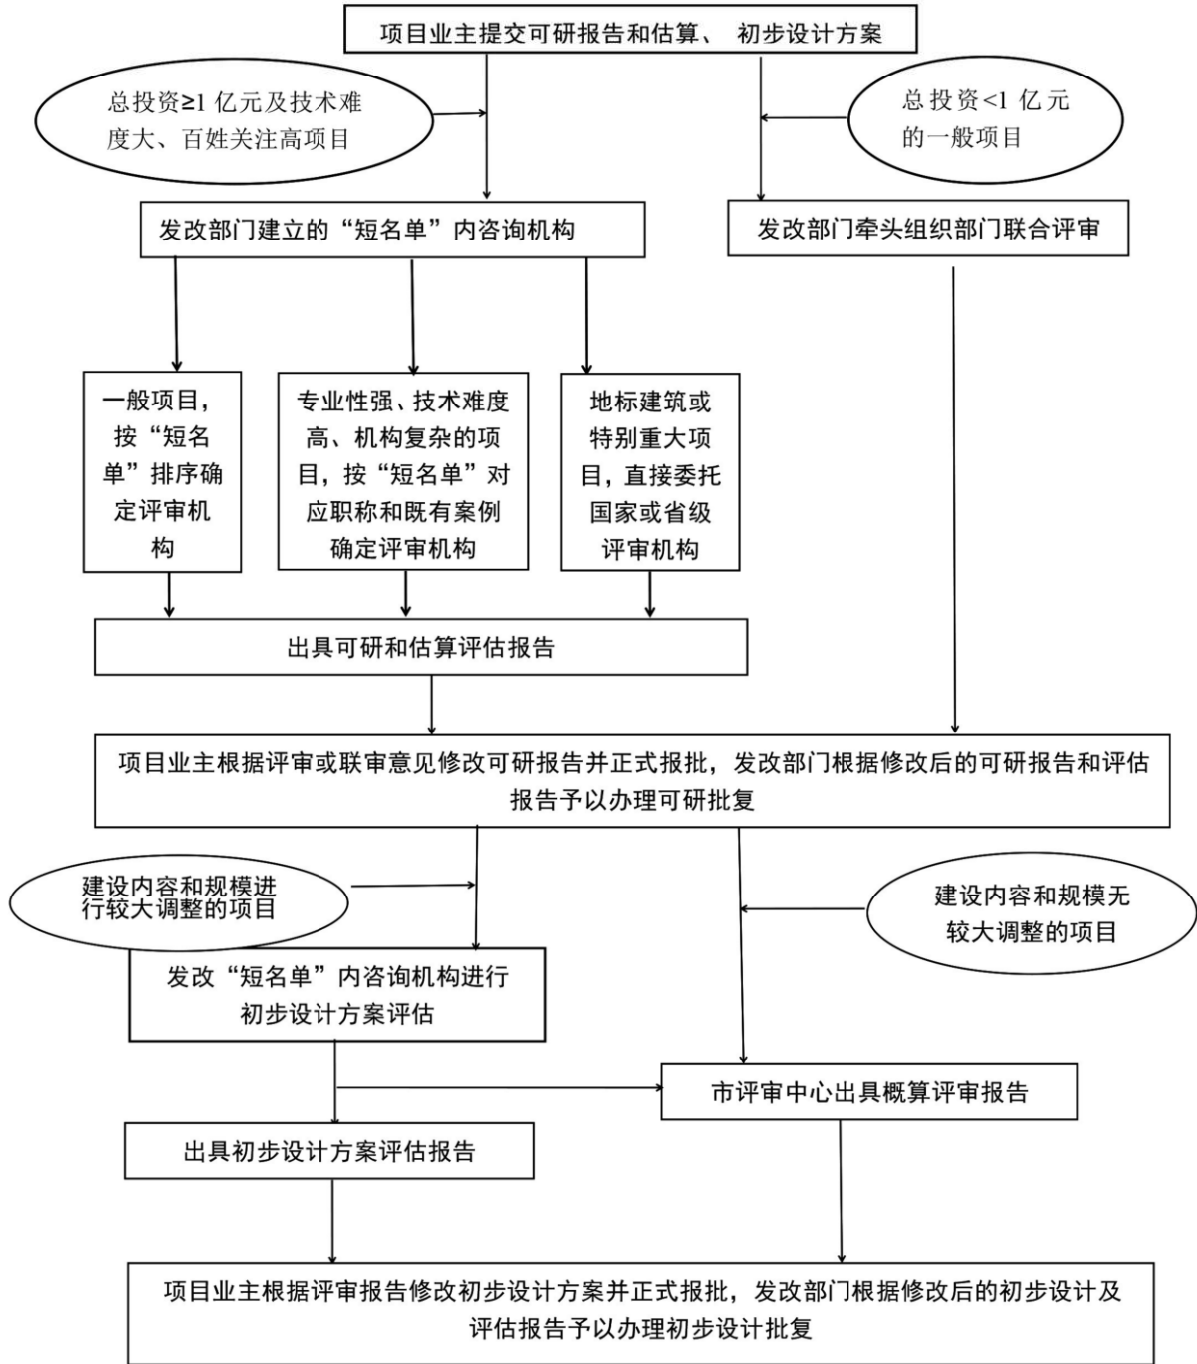 项目业主提交可研报告和估算、 初步设计方案
总投资≥1 亿元及技术难
度大、百姓关注高项目
总投资<1 亿元
的一般项目
发改部门建立的“短名单”内咨询机构
发改部门牵头组织部门联合评审
一般项目，
按“短名
单”排序确
定评审机
构
专业性强、技术难度
高、机构复杂的项
目，按“短名单”对
应职称和既有案例
确定评审机构
地标建筑或
特别重大项
目，直接委托
国家或省级
评审机构
出具可研和估算评估报告
项目业主根据评审或联审意见修改可研报告并正式报批，发改部门根据修改后的可研报告和评估
报告予以办理可研批复
建设内容和规模进
行较大调整的项目
建设内容和规模无
较大调整的项目
发改“短名单”内咨询机构进行
初步设计方案评估
市评审中心出具概算评审报告
出具初步设计方案评估报告
项目业主根据评审报告修改初步设计方案并正式报批，发改部门根据修改后的初步设计及
评估报告予以办理初步设计批复